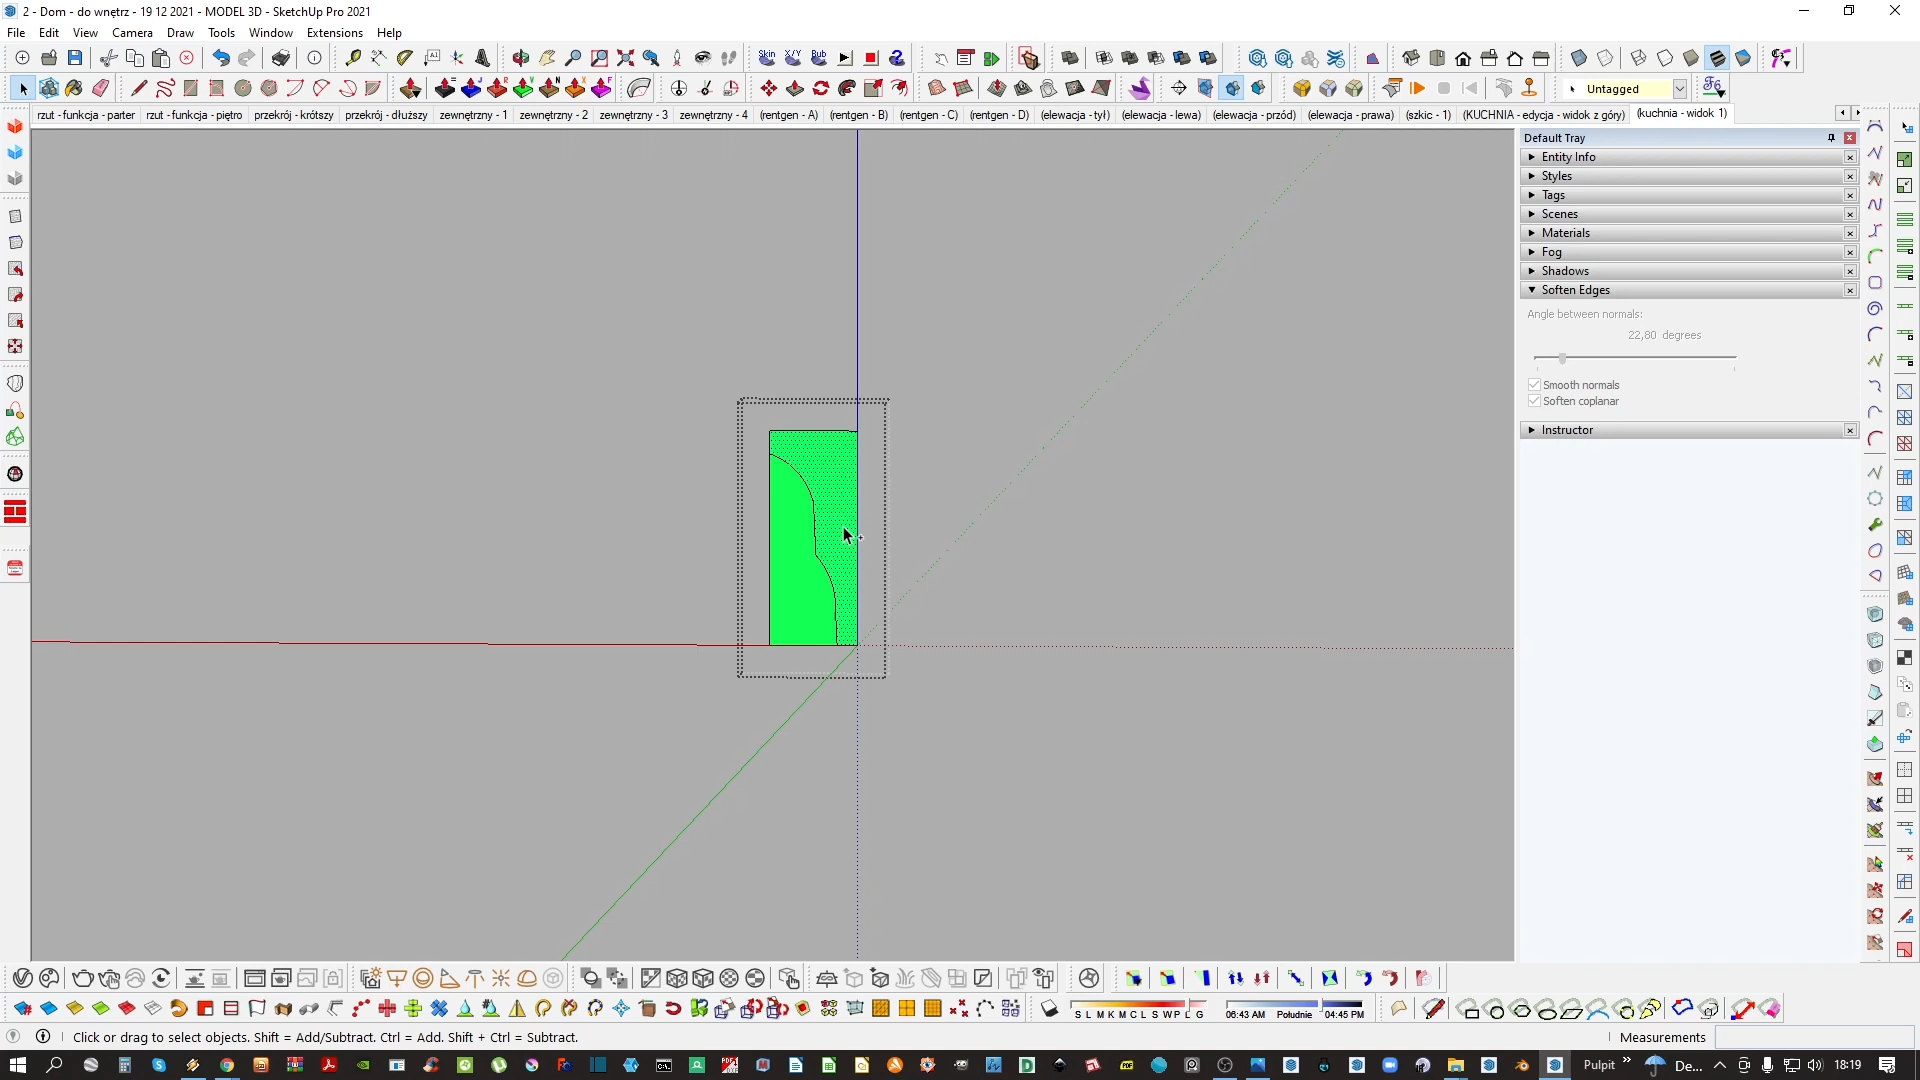 2 - Dom - do wnętrz - 19 12 2021 - MODEL 3D - SketchUp Pro 2021
File Edit View Camera Draw Tools Window Extensions Help
Skin X/Y Bub
Untagged
rzut - funkcja - parter rzut - funkcja - piętro przekrój - krótszy przekrój - dłuższy zewnętrzny - 1 zewnętrzny - 2 zewnętrzny - 3 zewnętrzny - 4 (rentgen - A) (rentgen - B) (rentgen - C) (rentgen - D) (elewacja - tył) (elewacja - lewa) (elewacja - przód) (elewacja - prawa) (szkic - 1) (KUCHNIA - edycja - widok z góry) (kuchnia - widok 1)
Default Tray
Entity Info
Styles
Tags
Scenes
Materials
Fog
Shadows
Soften Edges
Angle between normals:
22,80 degrees
Smooth normals
Soften coplanar
Instructor
S L M K M C L S W P L G 06:43 AM Południe 04:45 PM
Click or drag to select objects. Shift = Add/Subtract. Ctrl = Add. Shift + Ctrl = Subtract.
Measurements
Pulpit » De... 18:19